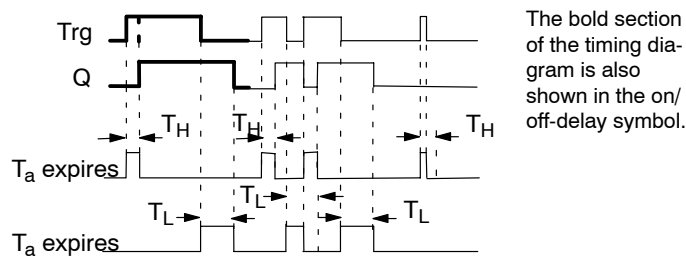 Trg
Q
T_H
T_H
T_H
T_a expires
T_L
T_L
T_L
T_a expires
The bold section
of the timing dia-
gram is also
shown in the on/
off-delay symbol.